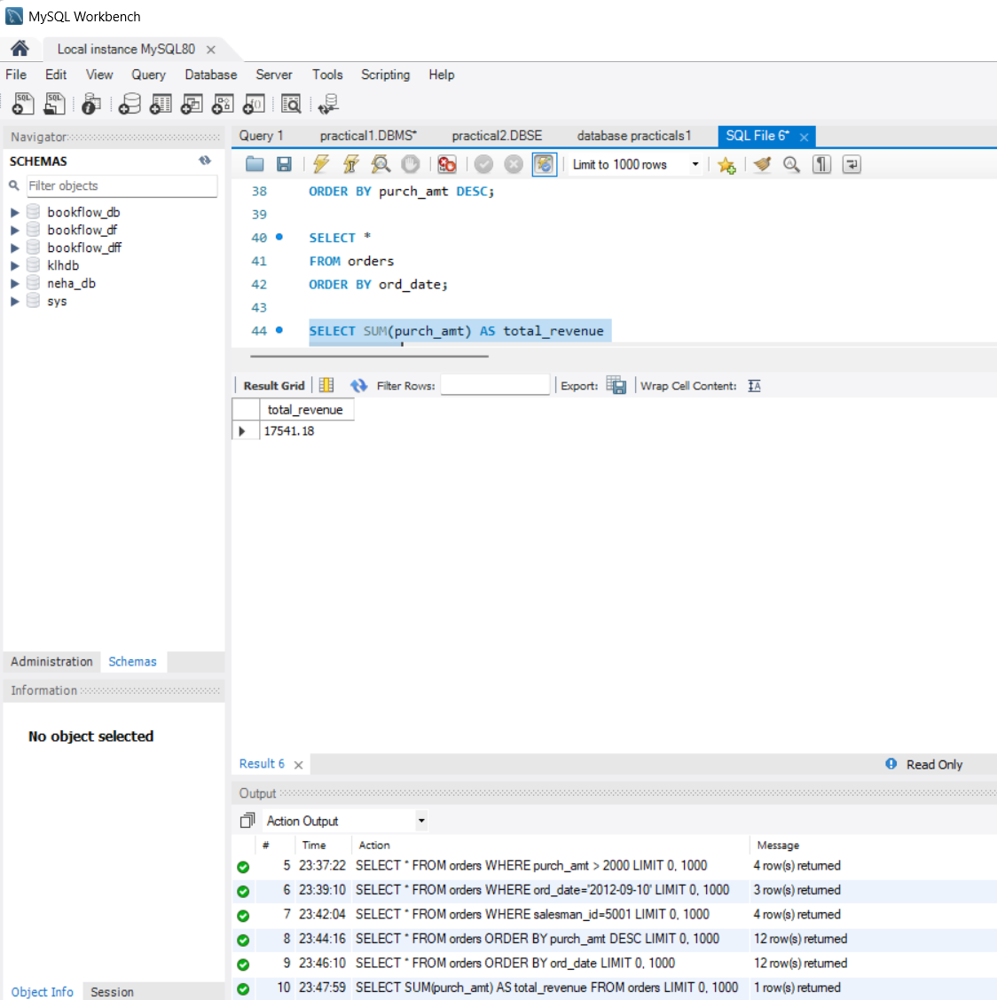 MySQL Workbench
Local instance MySQL80
File Edit View Query Database Server Tools Scripting Help
Navigator
SCHEMAS
Filter objects
bookflow_db
bookflow_df
bookflow_dff
klhdb
neha_db
sys
Administration Schemas
Information
No object selected
Object Info Session
Query 1 practical1.DBMS* practical2.DBSE database practicals1 SQL File 6*
Limit to 1000 rows
38 ORDER BY purch_amt DESC;
39
40 SELECT *
41 FROM orders
42 ORDER BY ord_date;
43
44 SELECT SUM(purch_amt) AS total_revenue
Result Grid Filter Rows: Export: Wrap Cell Content:
total_revenue
17541.18
Result 6 Read Only
Output
Action Output
# Time Action Message
5 23:37:22 SELECT * FROM orders WHERE purch_amt > 2000 LIMIT 0, 1000 4 row(s) returned
6 23:39:10 SELECT * FROM orders WHERE ord_date='2012-09-10' LIMIT 0, 1000 3 row(s) returned
7 23:42:04 SELECT * FROM orders WHERE salesman_id=5001 LIMIT 0, 1000 4 row(s) returned
8 23:44:16 SELECT * FROM orders ORDER BY purch_amt DESC LIMIT 0, 1000 12 row(s) returned
9 23:46:10 SELECT * FROM orders ORDER BY ord_date LIMIT 0, 1000 12 row(s) returned
10 23:47:59 SELECT SUM(purch_amt) AS total_revenue FROM orders LIMIT 0, 1000 1 row(s) returned